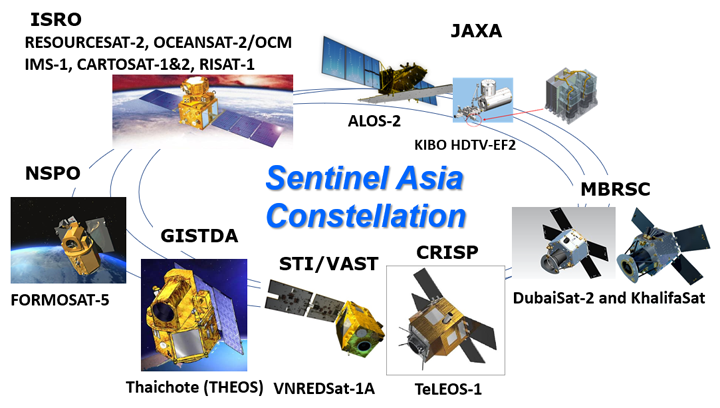 ISRO
RESOURCESAT-2, OCEANSAT-2/OCM
IMS-1, CARTOSAT-1&2, RISAT-1
JAXA
ALOS-2
KIBO HDTV-EF2
NSPO
FORMOSAT-5
Sentinel Asia
Constellation
MBRSC
DubaiSat-2 and KhalifaSat
GISTDA
Thaichote (THEOS)
STI/VAST
VNREDSat-1A
CRISP
TeLEOS-1